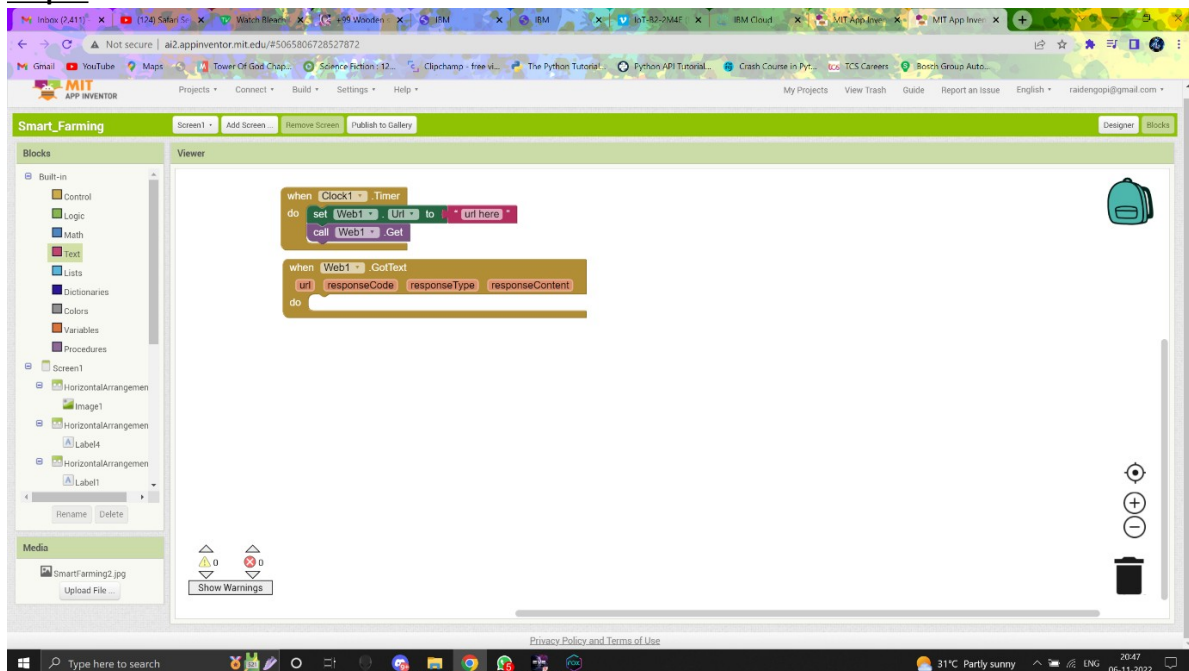 Inbox (2,411)
(124) Safari Se
Watch Bleach
+99 Wooden
IBM
IBM
IoT-B2-2M4E
IBM Cloud
MIT App Inve
MIT App Inven
Not secure | ai2.appinventor.mit.edu/#5065806728527872
Gmail YouTube Maps Tower Of God Chap... Science Fiction : 12... Clipchamp - free vi... The Python Tutorial... Python API Tutorial... Crash Course in Pyt... TCS Careers Bosch Group Auto...
MIT
APP INVENTOR
Projects Connect Build Settings Help My Projects View Trash Guide Report an Issue English raidengopi@gmail.com
Smart_Farming Screen1 Add Screen ... Remove Screen Publish to Gallery Designer Blocks
Blocks Viewer
Built-in
Control
Logic
Math
Text
Lists
Dictionaries
Colors
Variables
Procedures
Screen1
HorizontalArrangemen
Image1
HorizontalArrangemen
Label4
HorizontalArrangemen
Label1
Rename Delete
Media
SmartFarming2.jpg
Upload File ...
when Clock1 .Timer
do set Web1 . Url to " url here "
call Web1 .Get
when Web1 .GotText
url responseCode responseType responseContent
do
0 0
Show Warnings
Privacy Policy and Terms of Use
Type here to search
31°C Partly sunny ENG 20:47
06-11-2022